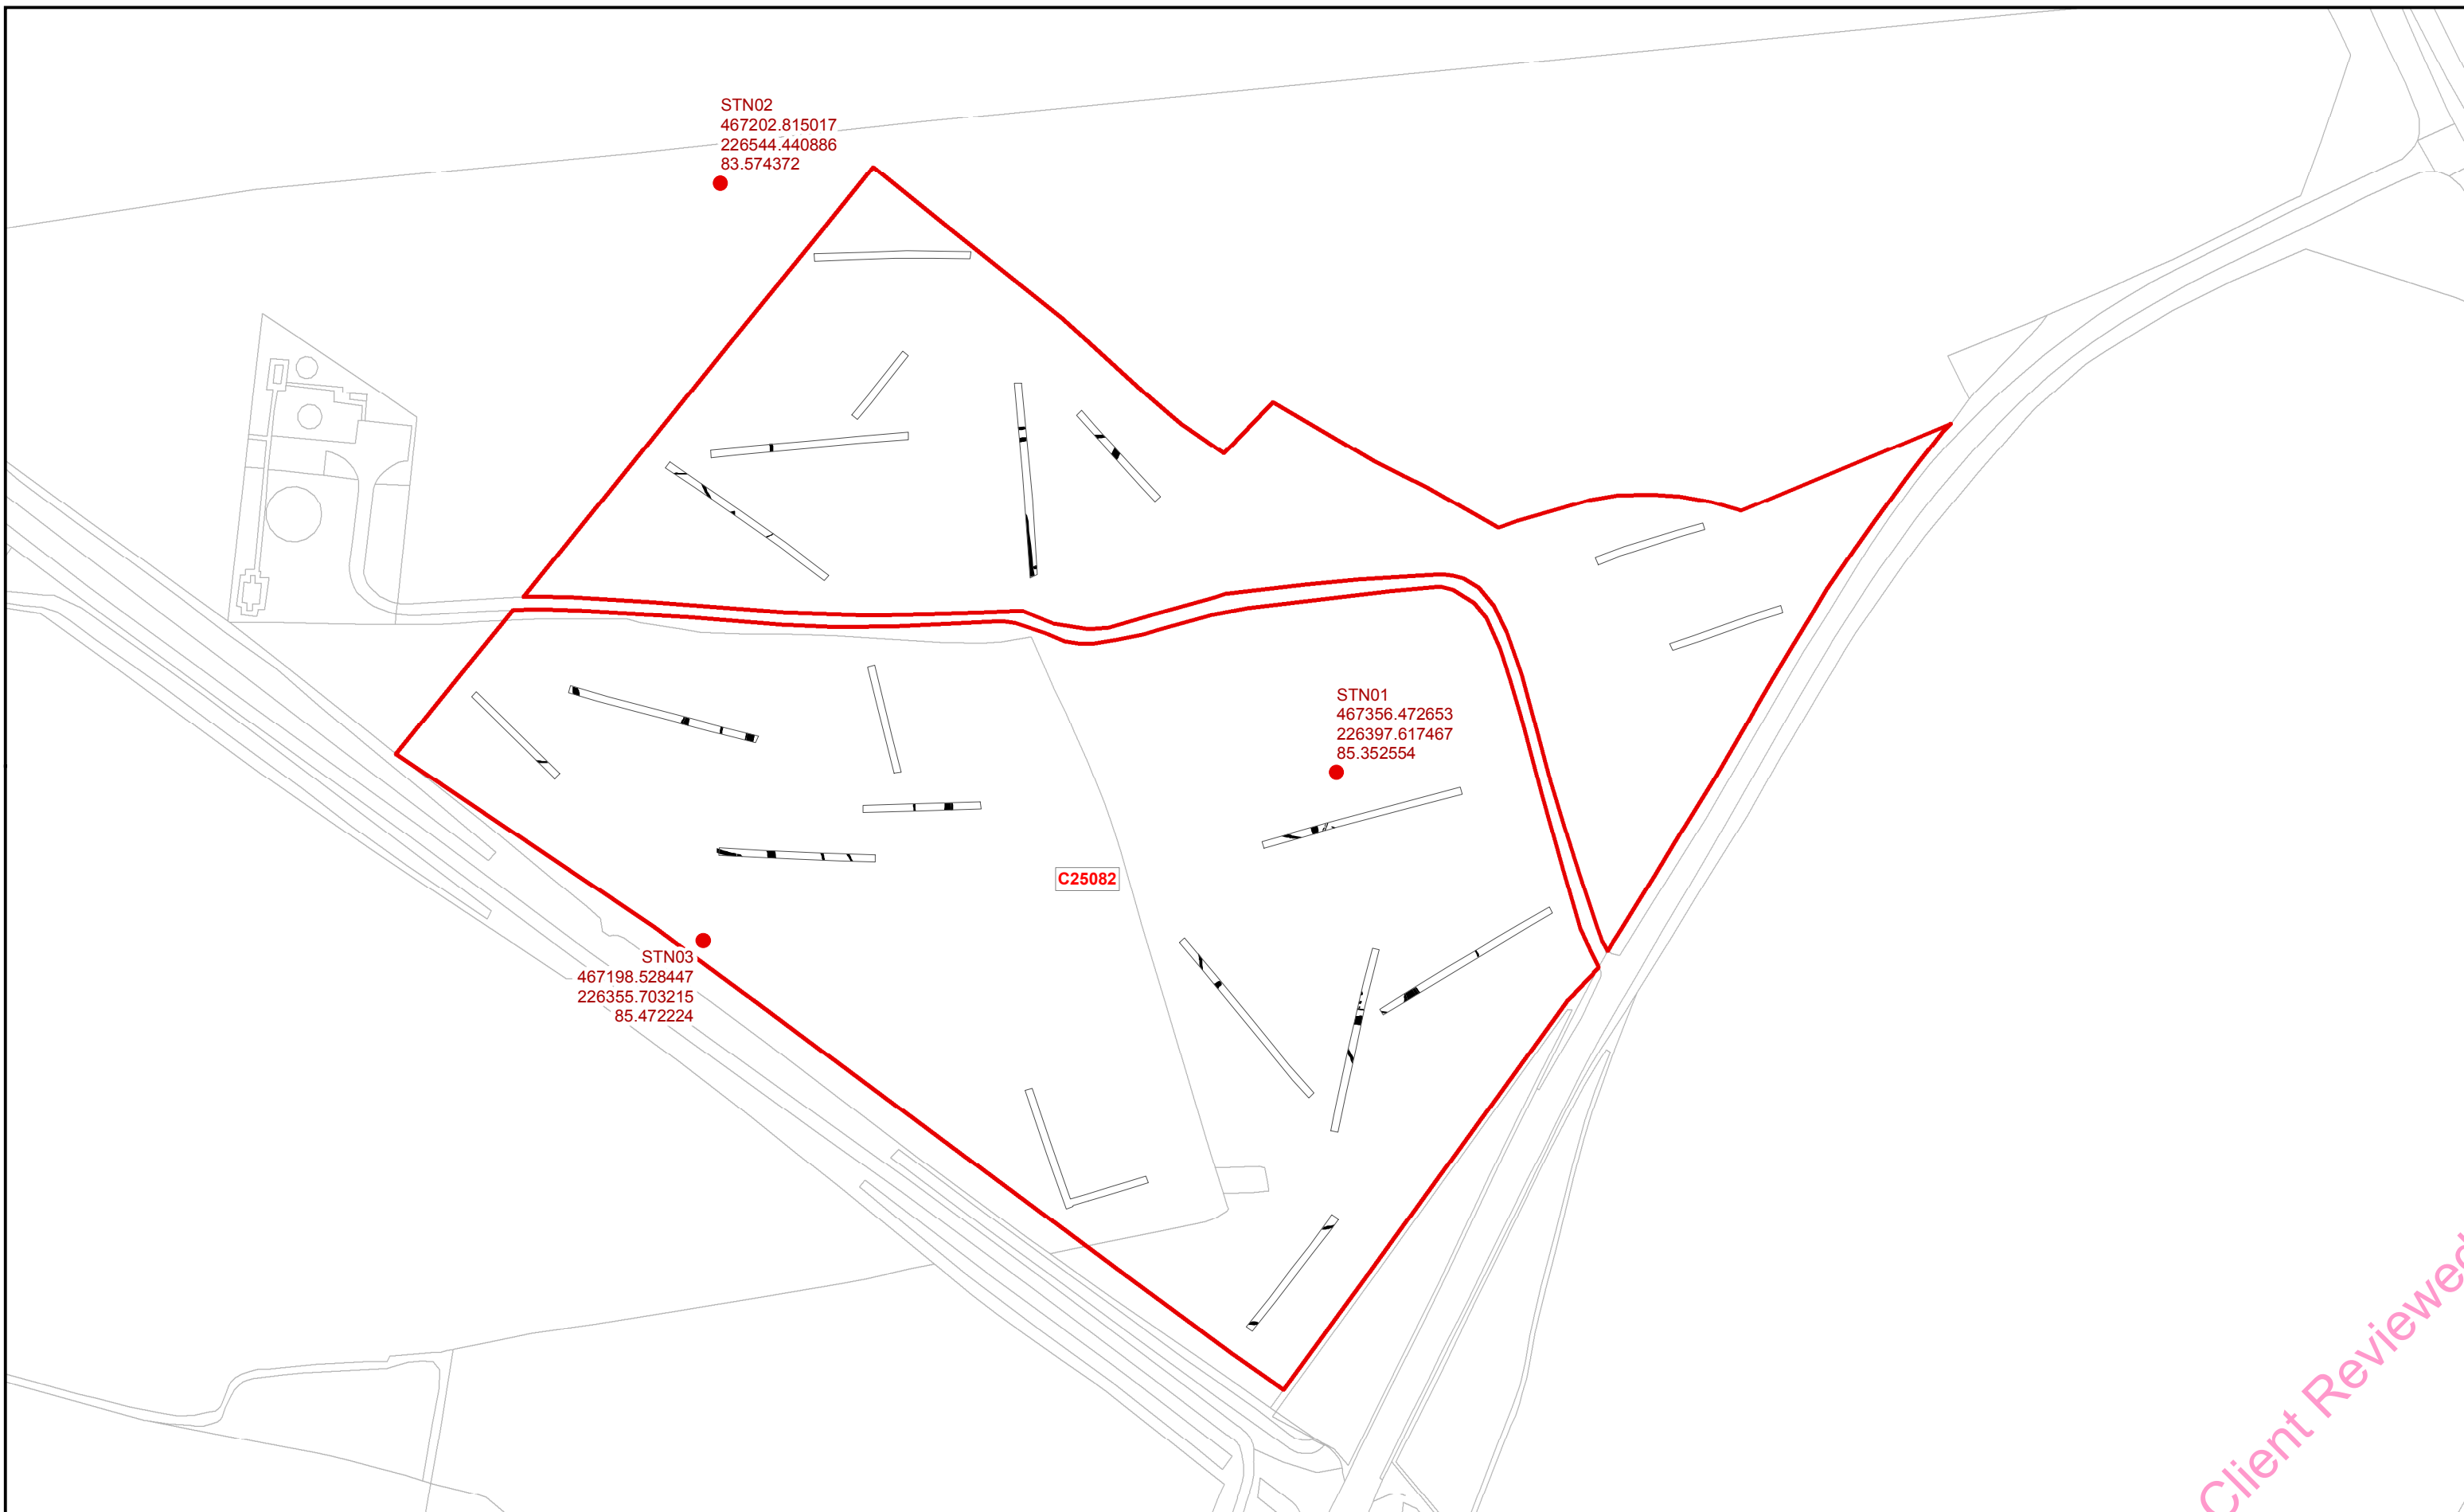 STN02
467202.815017
226544.440886
83.574372
STN01
467356.472653
226397.617467
85.352554
C25082
STN03
467198.528447
226355.703215
85.472224
Client Reviewed